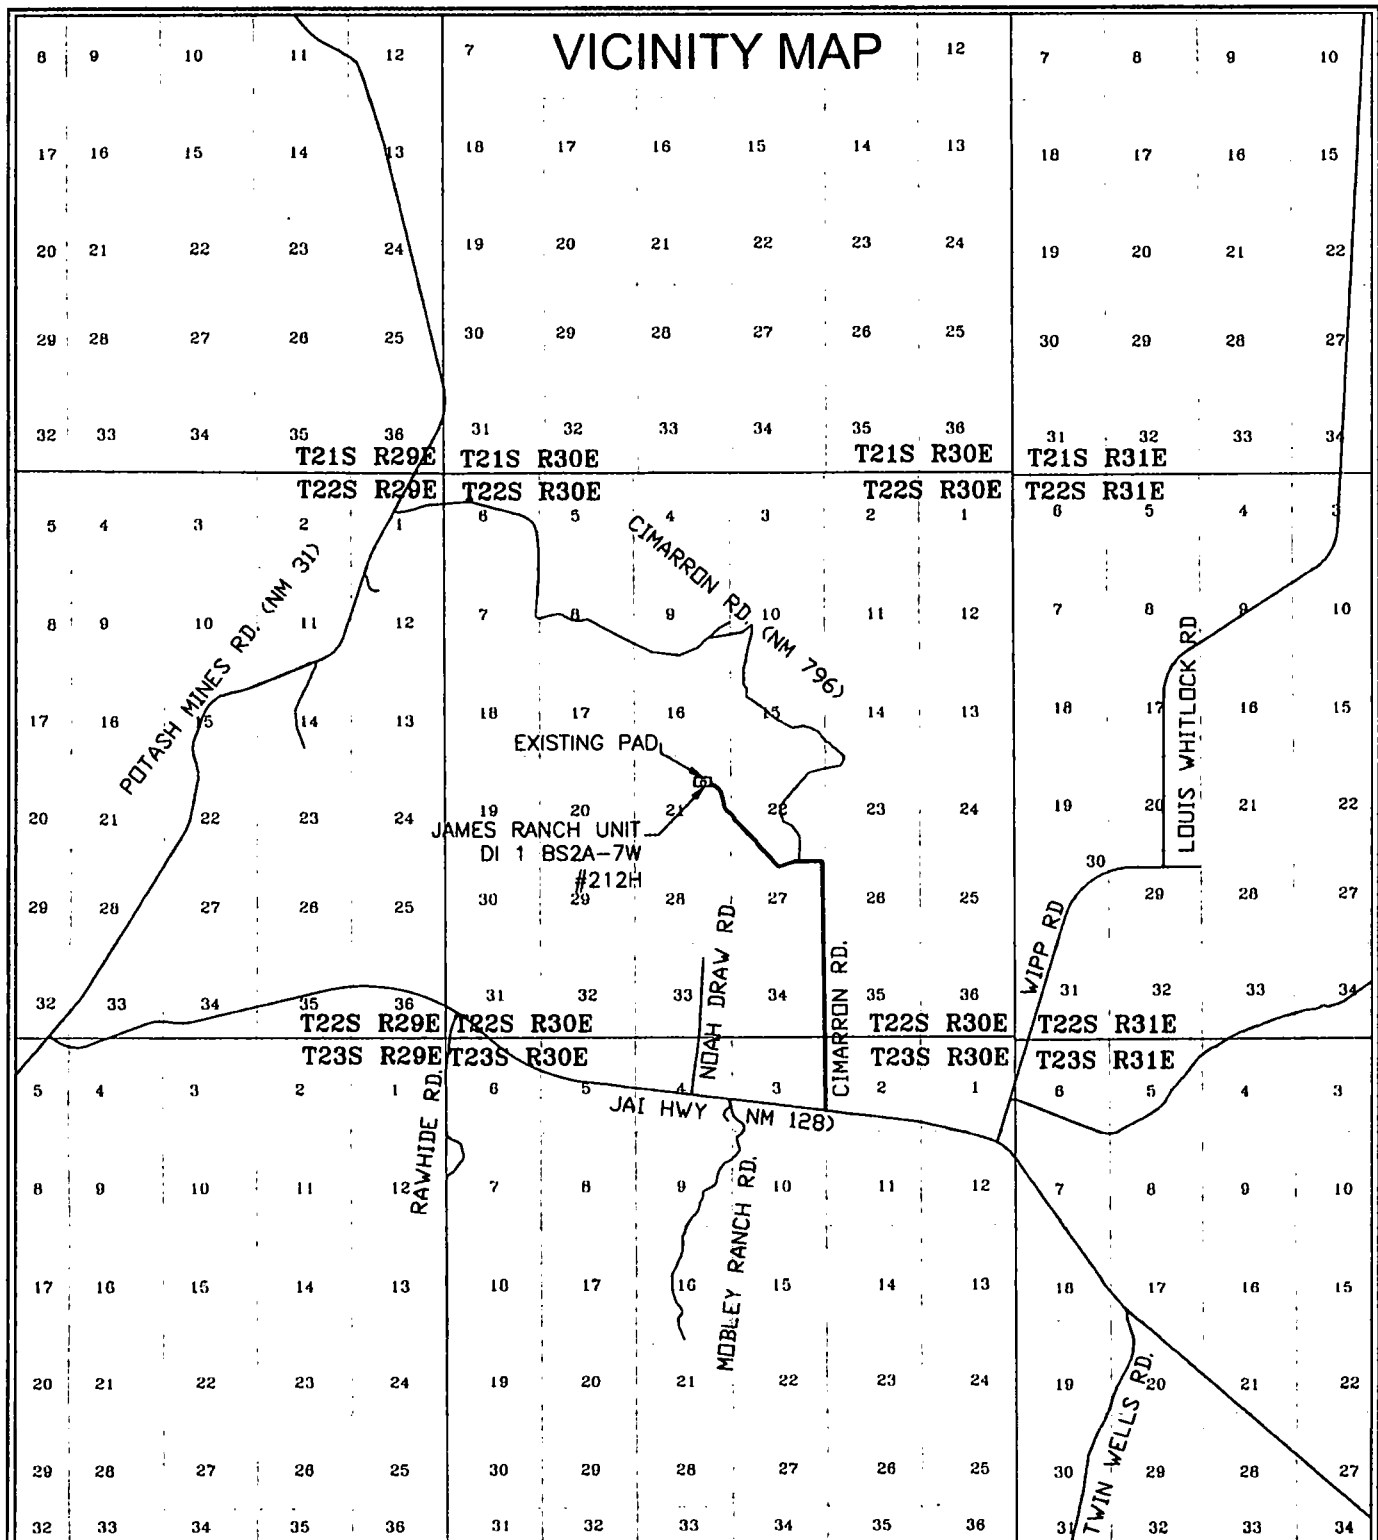 VICINITY MAP
8 9 10 11 12 7 12 7 8 9 10
17 16 15 14 13 18 17 16 15 14 13 18 17 16 15
20 21 22 23 24 19 20 21 22 23 24 19 20 21 22
29 28 27 26 25 30 29 28 27 26 25 30 29 28 27
32 33 34 35 36 31 32 33 34 35 36 31 32 33 34
T21S R29E T21S R30E T21S R30E T21S R31E
T22S R29E T22S R30E T22S R30E T22S R31E
5 4 3 2 1 6 5 4 3 2 1 6 5 4 3
CIMARRON RD. (NM 796)
POTASH MINES RD. (NM 31)
8 9 10 11 12 7 8 9 10 11 12 7 8 9 10
LOUIS WHITLOCK RD
17 16 15 14 13 18 17 16 15 14 13 18 17 16 15
EXISTING PAD
20 21 22 23 24 19 20 21 22 23 24 19 20 21 22
JAMES RANCH UNIT
DI 1 BS2A-7W
#212H
29 28 27 26 25 30 29 28 27 26 25 30 29 28 27
NOAH DRAW RD
CIMARRON RD.
WIPP RD
32 33 34 35 36 31 32 33 34 35 36 31 32 33 34
T22S R29E T22S R30E T22S R30E T22S R31E
T23S R29E T23S R30E T23S R30E T23S R31E
5 4 3 2 1 6 5 4 3 2 1 6 5 4 3
JAI HWY ( NM 128)
RAWHIDE RD.
8 9 10 11 12 7 8 9 10 11 12 7 8 9 10
MOBLEY RANCH RD.
17 16 15 14 13 18 17 16 15 14 13 18 17 16 15
20 21 22 23 24 19 20 21 22 23 24 19 20 21 22
TWIN WELLS RD.
29 28 27 26 25 30 29 28 27 26 25 30 29 28 27
32 33 34 35 36 31 32 33 34 35 36 31 32 33 34